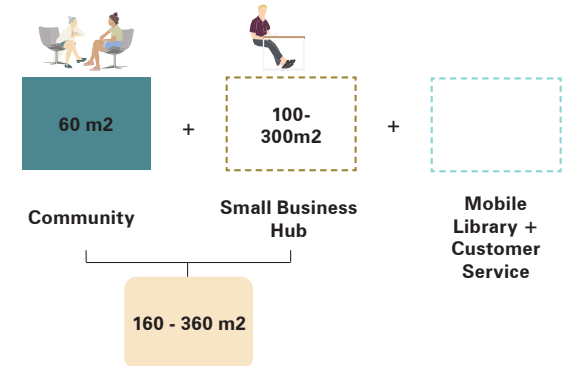 60 m2
+
100-
300m2
+
Community
Small Business
Hub
Mobile
Library +
Customer
Service
160 - 360 m2